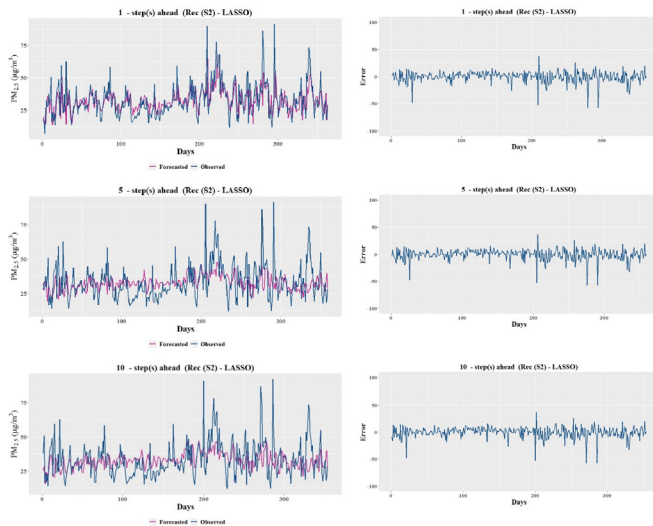 1 - step(s) ahead (Rec (S2) - LASSO)
PM2.5 (µg/m³)
75
50
25
0
100
200
300
Days
Forecasted Observed
1 - step(s) ahead (Rec (S2) - LASSO)
Error
100
50
0
-50
-100
0
100
200
300
Days
5 - step(s) ahead (Rec (S2) - LASSO)
PM2.5 (µg/m³)
75
50
25
0
100
200
300
Days
Forecasted Observed
5 - step(s) ahead (Rec (S2) - LASSO)
Error
100
50
0
-50
-100
0
100
200
300
Days
10 - step(s) ahead (Rec (S2) - LASSO)
PM2.5 (µg/m³)
75
50
25
0
100
200
300
Days
Forecasted Observed
10 - step(s) ahead (Rec (S2) - LASSO)
Error
100
50
0
-50
-100
0
100
200
300
Days